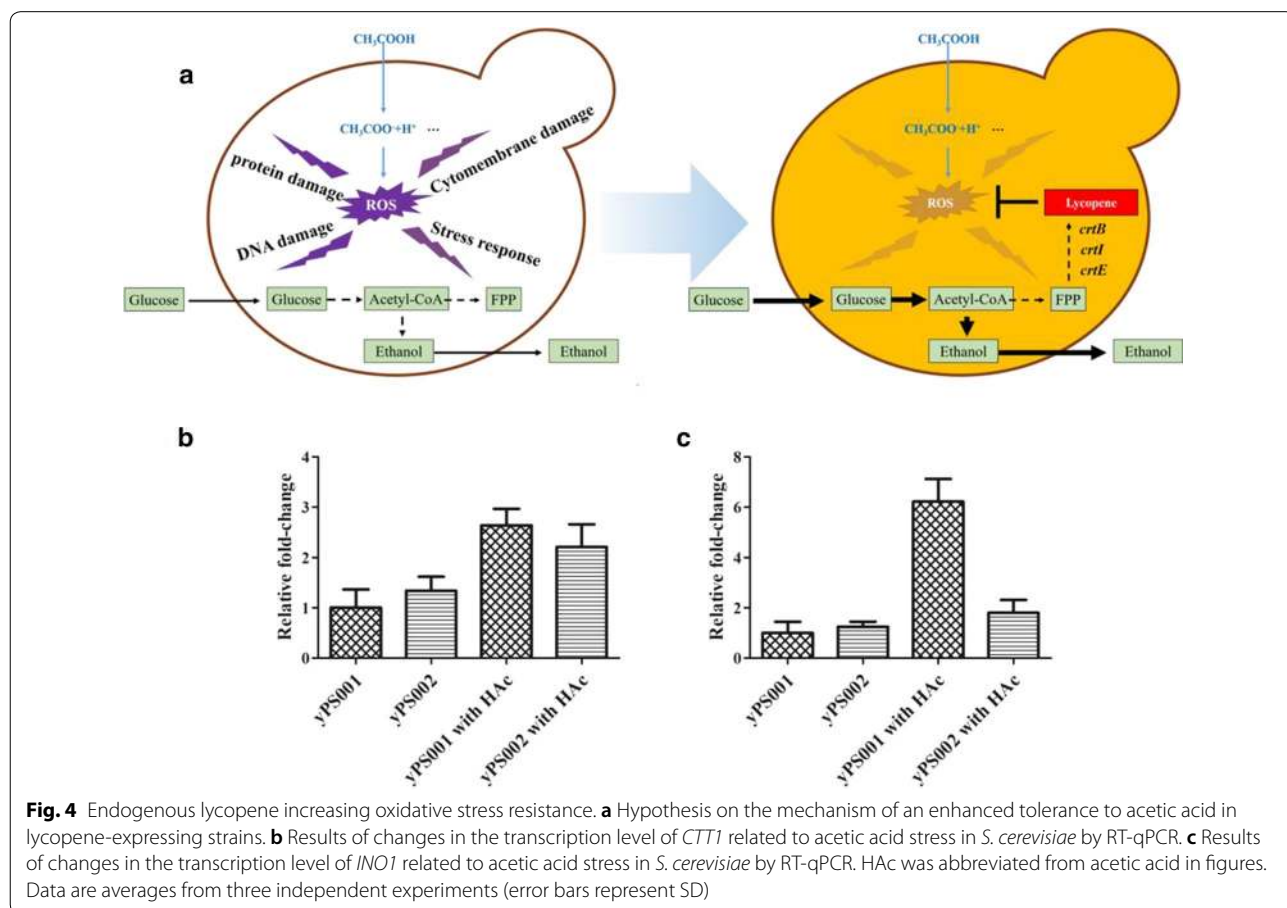 a
CH₃COOH
CH₃COO⁻+H⁺ ...
protein damage
Cytomembrane damage
ROS
DNA damage
Stress response
Glucose
Glucose
Acetyl-CoA
FPP
Ethanol
Ethanol
CH₃COOH
CH₃COO⁻+H⁺ ...
ROS
Lycopene
crtB
crtI
crtE
Glucose
Glucose
Acetyl-CoA
FPP
Ethanol
Ethanol
b
Relative fold-change
4
3
2
1
0
yPS001
yPS002
yPS001 with HAc
yPS002 with HAc
c
Relative fold-change
8
6
4
2
0
yPS001
yPS002
yPS001 with HAc
yPS002 with HAc
Fig. 4 Endogenous lycopene increasing oxidative stress resistance. a Hypothesis on the mechanism of an enhanced tolerance to acetic acid in
lycopene-expressing strains. b Results of changes in the transcription level of CTT1 related to acetic acid stress in S. cerevisiae by RT-qPCR. c Results
of changes in the transcription level of INO1 related to acetic acid stress in S. cerevisiae by RT-qPCR. HAc was abbreviated from acetic acid in figures.
Data are averages from three independent experiments (error bars represent SD)